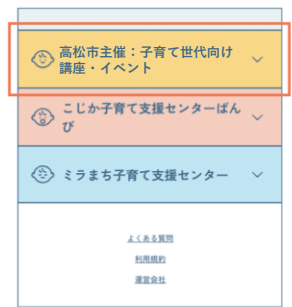 高松市主催：子育て世代向け
講座・イベント
こじか子育て支援センターばん
び
ミラまち子育て支援センター
よくある質問
利用規約
運営会社